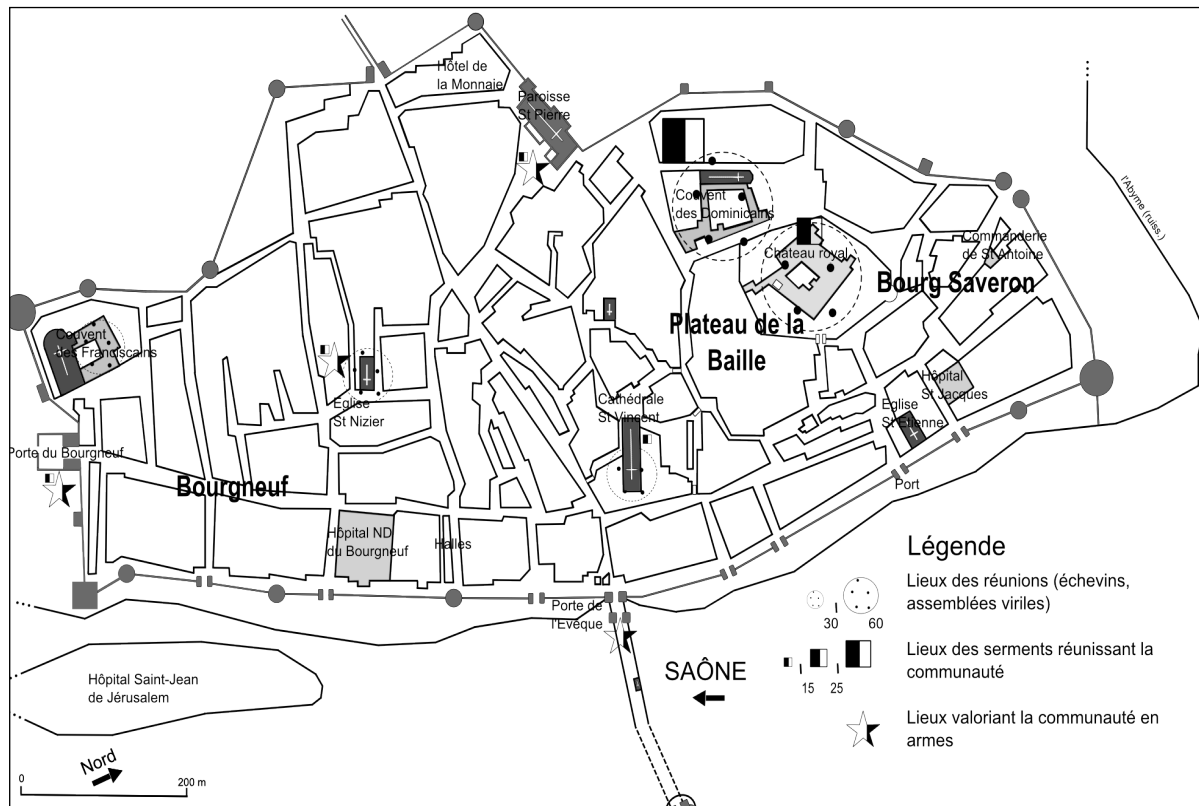 Hôtel de
la Monnaie
Paroisse
St Pierre
l'Abyme (ruiss.)
Couvent
des Dominicains
Commanderie
de St Antoine
Château royal
Bourg Saveron
Plateau de la
Baille
Couvent
des Franciscains
Eglise
St Nizier
Cathédrale
St Vincent
Hôpital
St Jacques
Eglise
St Etienne
Porte du Bourgneuf
Bourgneuf
Port
Hôpital ND
du Bourgneuf
Halles
Porte de
l'Evêque
SAÔNE
Hôpital Saint-Jean
de Jérusalem
Nord
0 200 m
Légende
Lieux des réunions (échevins,
assemblées viriles)
30 60
Lieux des serments réunissant la
communauté
15 25
Lieux valoriant la communauté en
armes